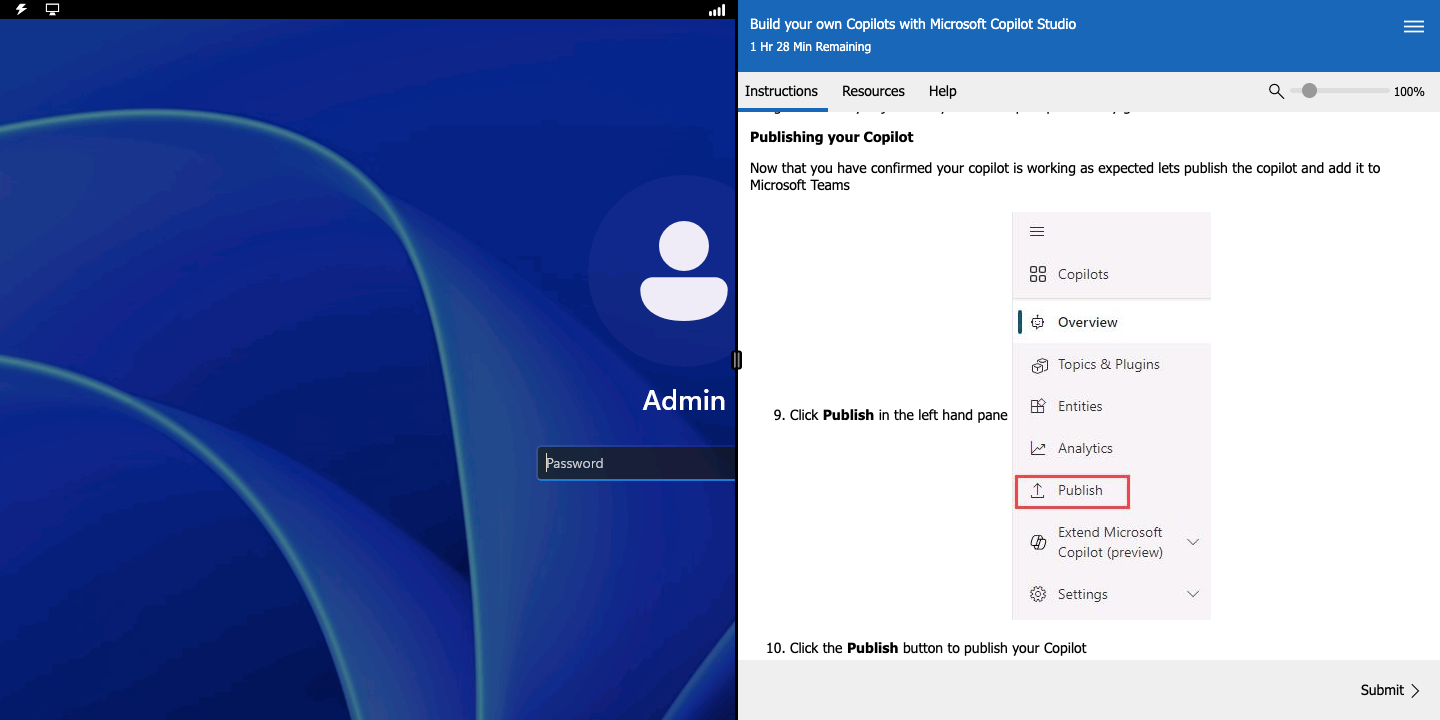 Admin
Password
Build your own Copilots with Microsoft Copilot Studio
1 Hr 28 Min Remaining
Instructions Resources Help 100%
Publishing your Copilot
Now that you have confirmed your copilot is working as expected lets publish the copilot and add it to
Microsoft Teams
Copilots
Overview
Topics & Plugins
Entities
9. Click Publish in the left hand pane
Analytics
Publish
Extend Microsoft
Copilot (preview)
Settings
10. Click the Publish button to publish your Copilot
Submit